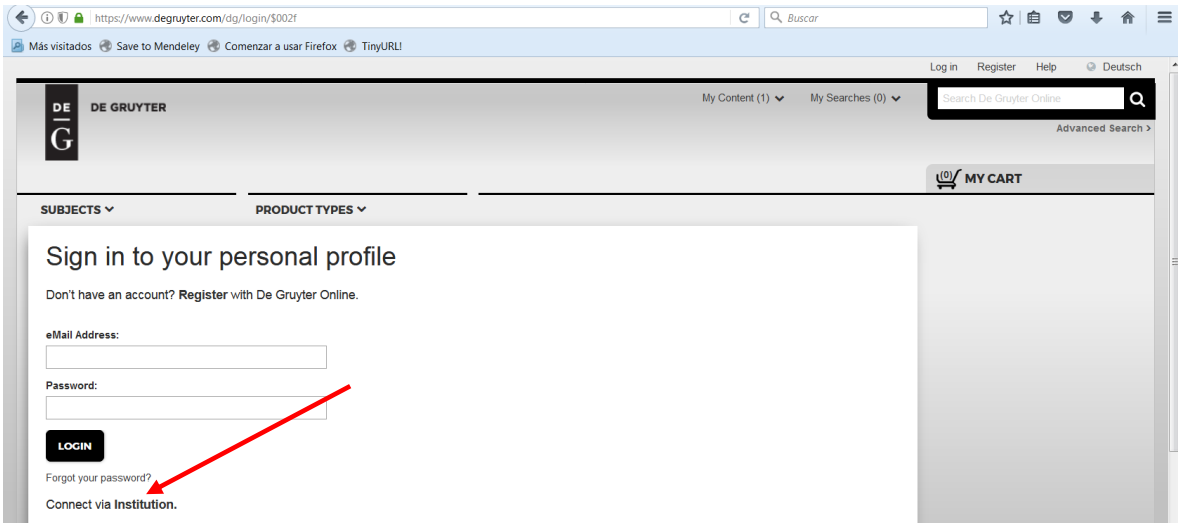 https://www.degruyter.com/dg/login/$002f
Buscar
Más visitados Save to Mendeley Comenzar a usar Firefox TinyURL!
Log in Register Help Deutsch
DE G DE GRUYTER
My Content (1) My Searches (0)
Search De Gruyter Online
Advanced Search >
(0) MY CART
SUBJECTS PRODUCT TYPES
Sign in to your personal profile
Don't have an account? Register with De Gruyter Online.
eMail Address:
Password:
LOGIN
Forgot your password?
Connect via Institution.